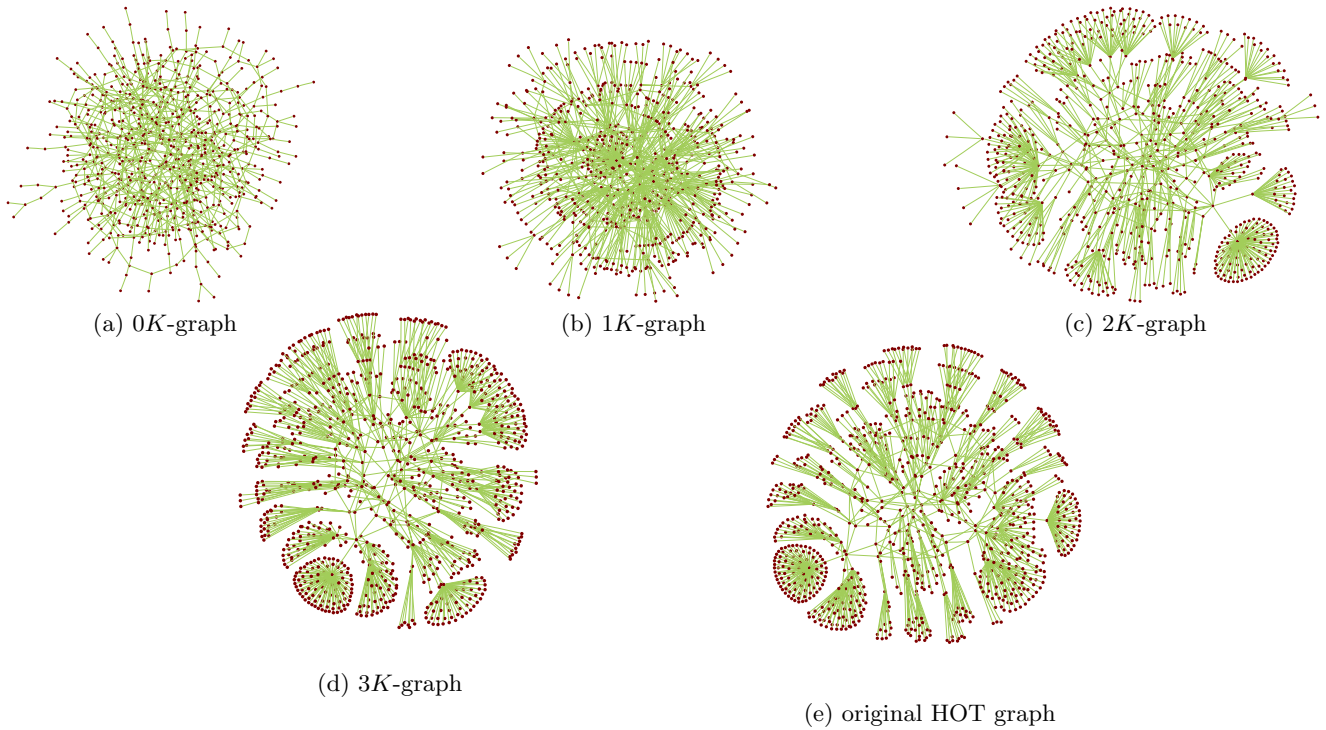 (a) 0K-graph
(b) 1K-graph
(c) 2K-graph
(d) 3K-graph
(e) original HOT graph